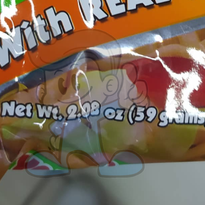 With REAL
Net Wt. 2.08 oz (59 grams